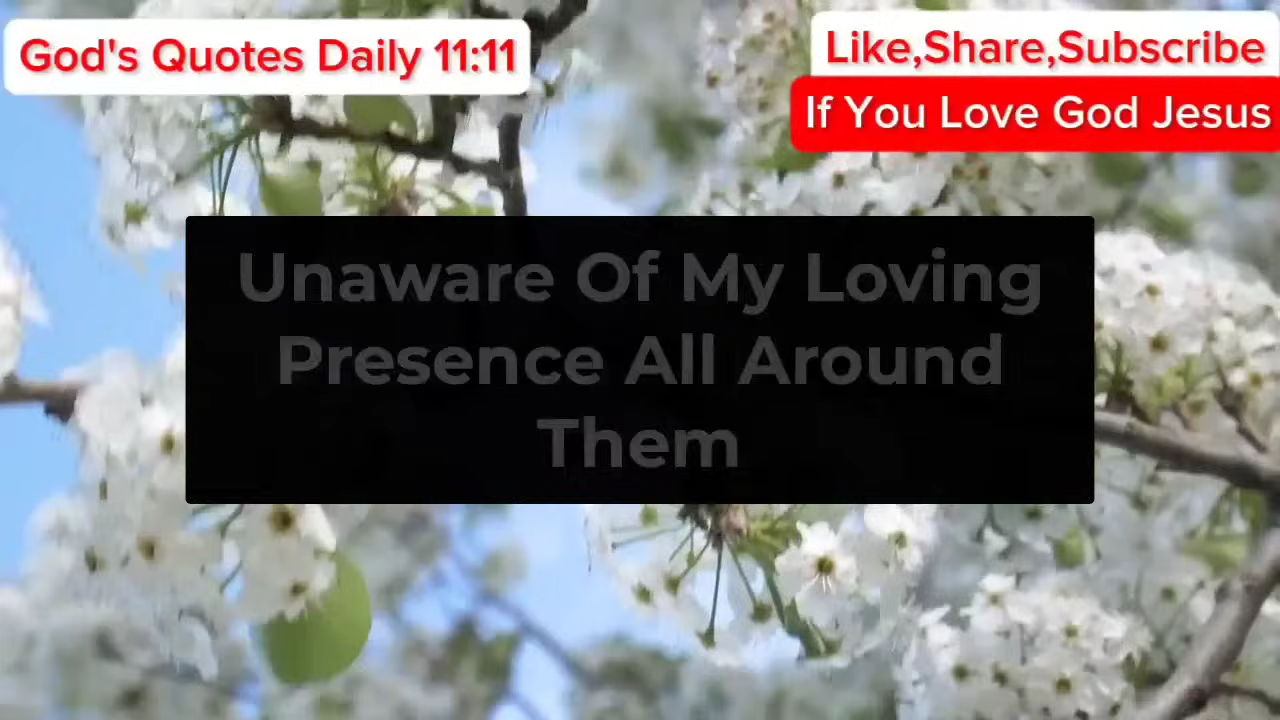 God's Quotes Daily 11:11
Like,Share,Subscribe
If You Love God Jesus
Unaware Of My Loving
Presence All Around
Them